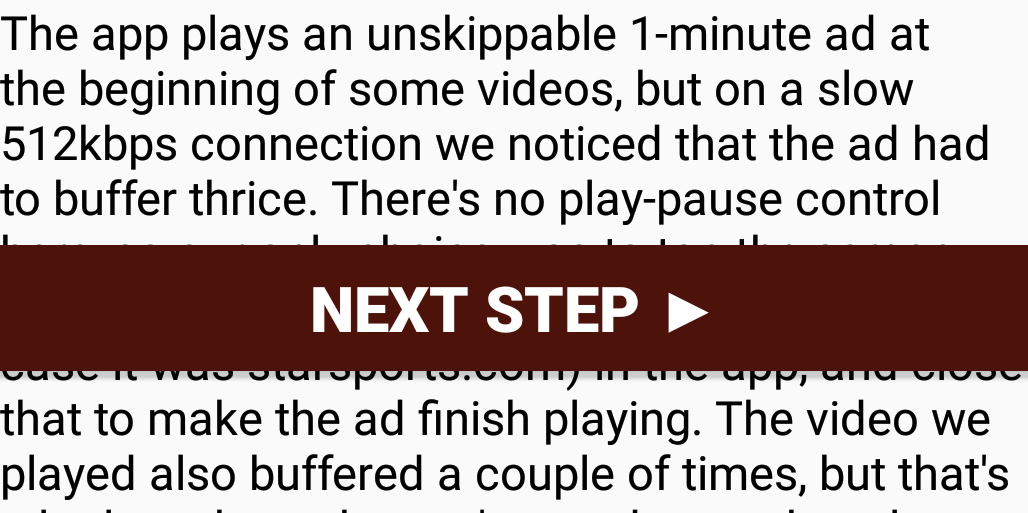 The app plays an unskippable 1-minute ad at
the beginning of some videos, but on a slow
512kbps connection we noticed that the ad had
to buffer thrice. There's no play-pause control
NEXT STEP ►
case it was starsports.com) in the app, and close
that to make the ad finish playing. The video we
played also buffered a couple of times, but that's